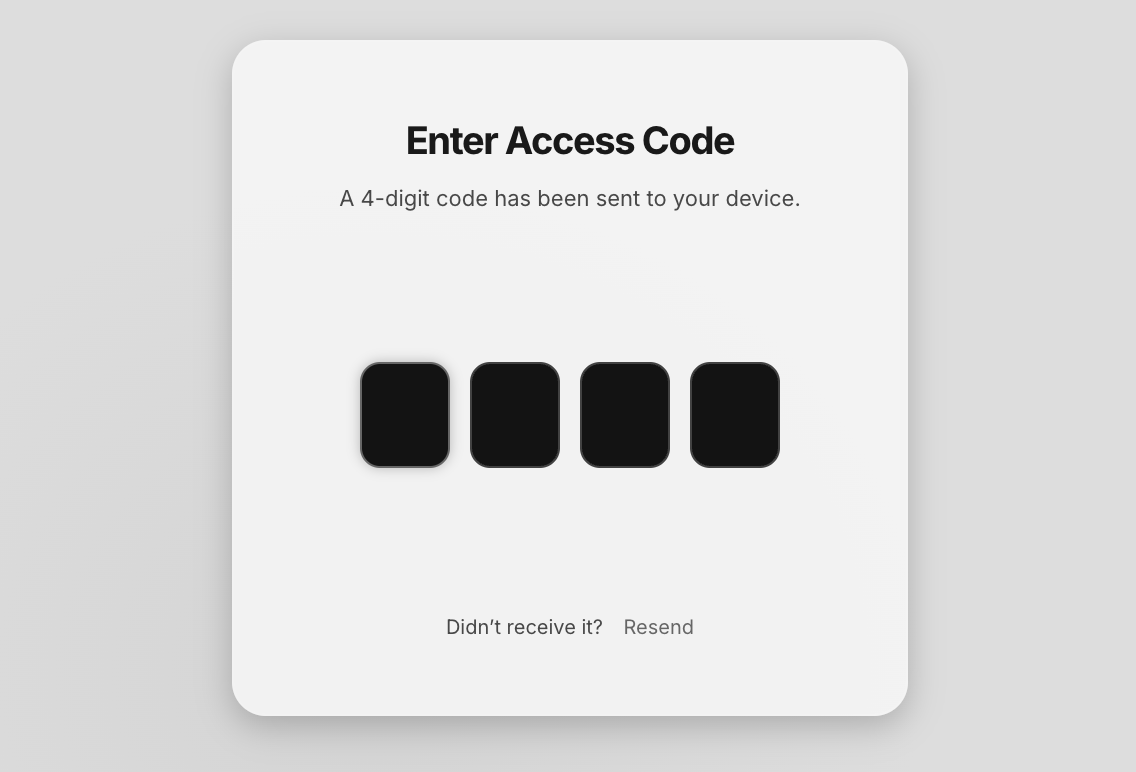 Enter Access Code
A 4-digit code has been sent to your device.
Didn’t receive it? Resend